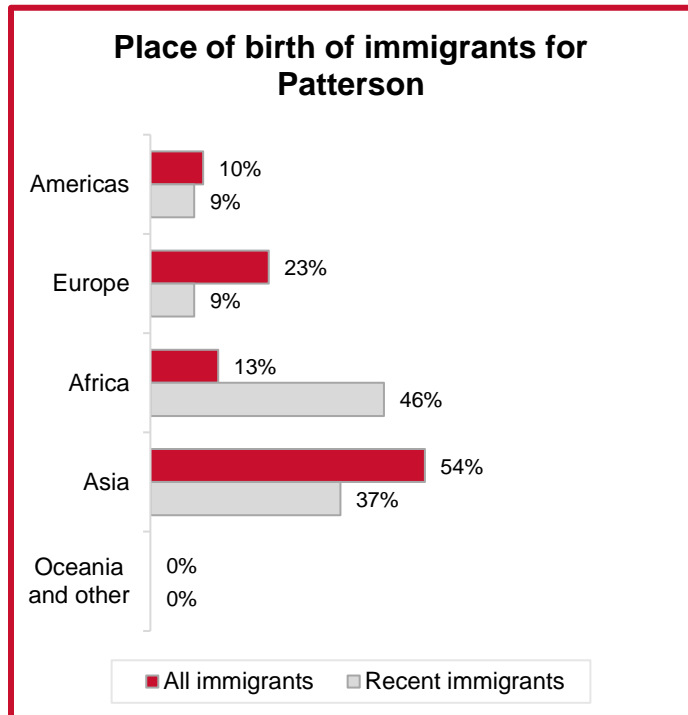 Place of birth of immigrants for
Patterson
Americas
10%
9%
Europe
23%
9%
Africa
13%
46%
Asia
54%
37%
Oceania
and other
0%
0%
All immigrants
Recent immigrants